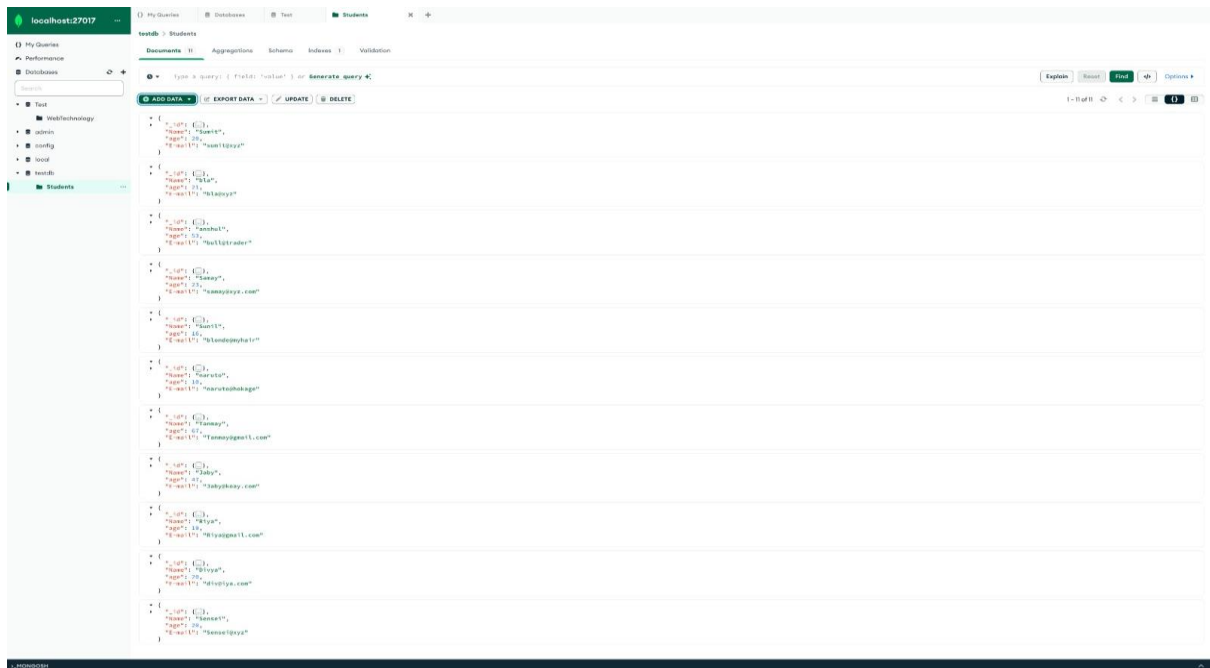 localhost:27017 ...
{} My Queries
Performance
Databases
Search
Test
WebTechnology
admin
config
local
testdb
Students ...
{} My Queries
Databases
Test
Students
testdb > Students
Documents 11
Aggregations
Schema
Indexes 1
Validation
Type a query: { field: 'value' } or Generate query
Explain
Reset
Find
</>
Options
ADD DATA
EXPORT DATA
UPDATE
DELETE
1 – 11 of 11
{
"_id": {...},
"Name": "Sumit",
"age": 20,
"E-mail": "sumit@xyz"
}
{
"_id": {...},
"Name": "bla",
"age": 21,
"E-mail": "bla@xyz"
}
{
"_id": {...},
"Name": "anshul",
"age": 53,
"E-mail": "bull@trader"
}
{
"_id": {...},
"Name": "Samay",
"age": 23,
"E-mail": "samay@xyz.com"
}
{
"_id": {...},
"Name": "Sunil",
"age": 16,
"E-mail": "blonde@myhair"
}
{
"_id": {...},
"Name": "naruto",
"age": 10,
"E-mail": "naruto@hokage"
}
{
"_id": {...},
"Name": "Tanmay",
"age": 67,
"E-mail": "Tanmay@gmail.com"
}
{
"_id": {...},
"Name": "Jaby",
"age": 47,
"E-mail": "Jaby@koay.com"
}
{
"_id": {...},
"Name": "Riya",
"age": 19,
"E-mail": "Riya@gmail.com"
}
{
"_id": {...},
"Name": "Divya",
"age": 20,
"E-mail": "div@iya.com"
}
{
"_id": {...},
"Name": "Sensei",
"age":
"E-mail": "Sensei@xyz"
}
>_MONGOSH